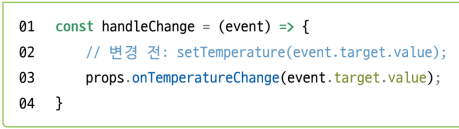 01 const handleChange = (event) => {
02 // 변경 전: setTemperature(event.target.value);
03 props.onTemperatureChange(event.target.value);
04 }